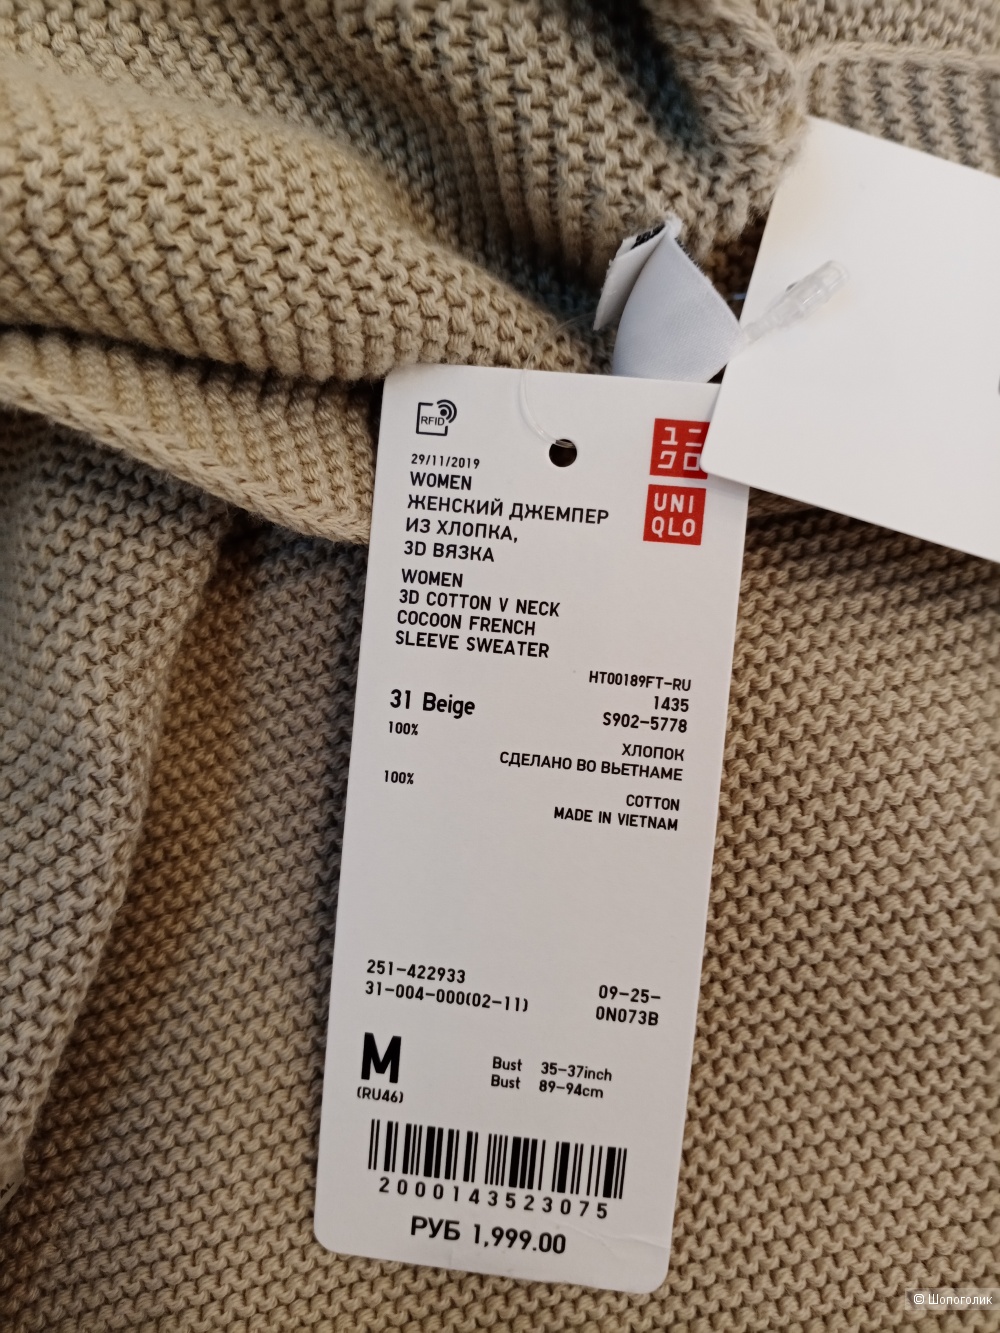 RFID
29/11/2019
WOMEN
ЖЕНСКИЙ ДЖЕМПЕР
ИЗ ХЛОПКА,
3D ВЯЗКА
WOMEN
3D COTTON V NECK
COCOON FRENCH
SLEEVE SWEATER
ユニ
クロ
UNI
QLO
HT00189FT-RU
1435
31 Beige
S902-5778
100%
ХЛОПОК
СДЕЛАНО ВО ВЬЕТНАМЕ
100%
COTTON
MADE IN VIETNAM
251-422933
31-004-000(02-11)
09-25-
0N073B
M
(RU46)
Bust 35-37inch
Bust 89-94cm
2000143523075
РУБ 1,999.00
© Шопоголик